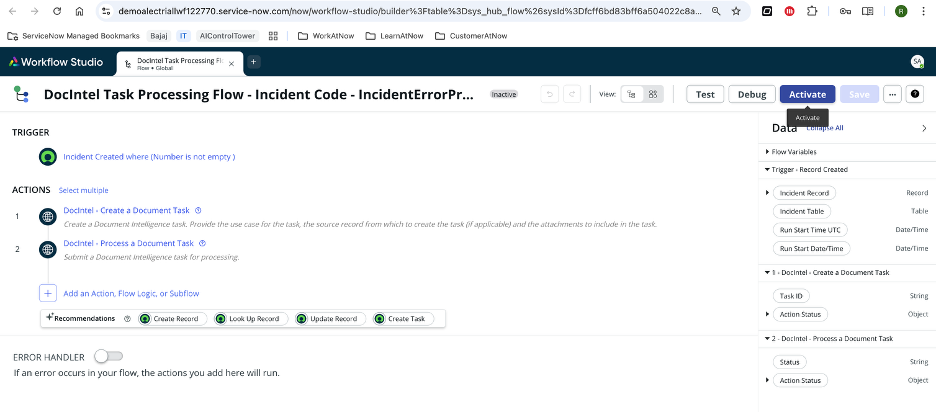 demoalectriallwf122770.service-now.com/now/workflow-studio/builder%3Ftable%3Dsys_hub_flow%26sysId%3Dfcff6bd83bff6a504022c8a...
R
ServiceNow Managed Bookmarks Bajaj IT AIControlTower WorkAtNow LearnAtNow CustomerAtNow
Workflow Studio
DocIntel Task Processing Fl
Flow • Global
SA
DocIntel Task Processing Flow - Incident Code - IncidentErrorPr... Inactive View: Test Debug Activate Save ...
Activate
TRIGGER
Data Collapse All
Incident Created where (Number is not empty )
ACTIONS Select multiple
1 DocIntel - Create a Document Task
Create a Document Intelligence task. Provide the use case for the task, the source record from which to create the task (if applicable) and the attachments to include in the task.
2 DocIntel - Process a Document Task
Submit a Document Intelligence task for processing.
+ Add an Action, Flow Logic, or Subflow
Recommendations Create Record Look Up Record Update Record Create Task
ERROR HANDLER
If an error occurs in your flow, the actions you add here will run.
Flow Variables
Trigger - Record Created
Incident Record Record
Incident Table Table
Run Start Time UTC Date/Time
Run Start Date/Time Date/Time
1 - DocIntel - Create a Document Task
Task ID String
Action Status Object
2 - DocIntel - Process a Document Task
Status String
Action Status Object